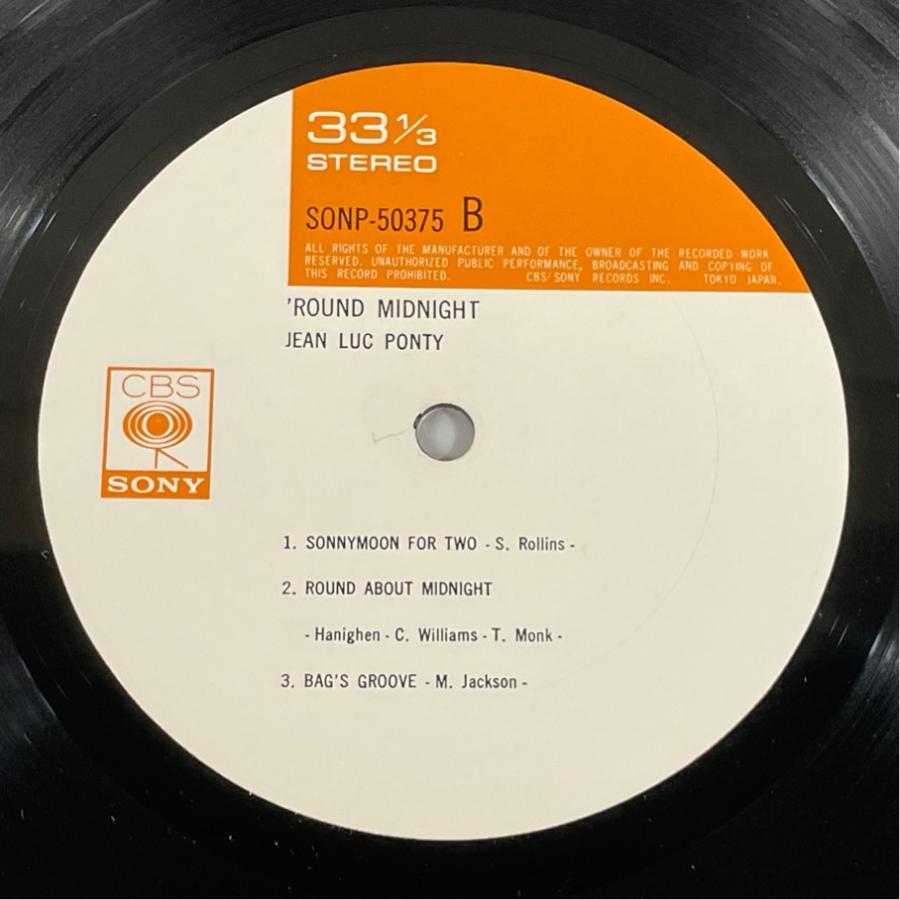 33 1/3
STEREO
SONP-50375 B
ALL RIGHTS OF THE MANUFACTURER AND OF THE OWNER OF THE RECORDED WORK
RESERVED. UNAUTHORIZED PUBLIC PERFORMANCE, BROADCASTING AND COPYING OF
THIS RECORD PROHIBITED. CBS/SONY RECORDS INC. TOKYO JAPAN.
'ROUND MIDNIGHT
JEAN LUC PONTY
CBS
SONY
1. SONNYMOON FOR TWO - S. Rollins -
2. ROUND ABOUT MIDNIGHT
- Hanighen - C. Williams - T. Monk -
3. BAG'S GROOVE - M. Jackson -